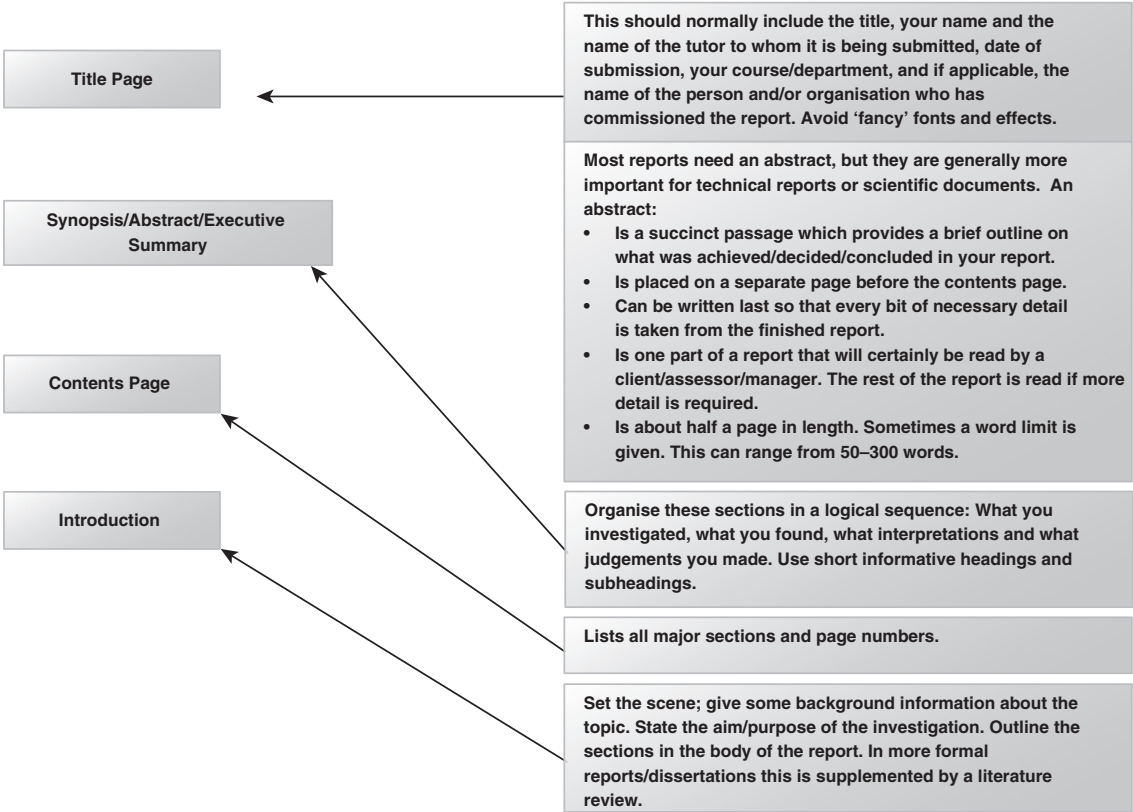 Title Page
This should normally include the title, your name and the
name of the tutor to whom it is being submitted, date of
submission, your course/department, and if applicable, the
name of the person and/or organisation who has
commissioned the report. Avoid ‘fancy’ fonts and effects.
Synopsis/Abstract/Executive
Summary
Most reports need an abstract, but they are generally more
important for technical reports or scientific documents.  An
abstract:
• Is a succinct passage which provides a brief outline on
what was achieved/decided/concluded in your report.
• Is placed on a separate page before the contents page.
• Can be written last so that every bit of necessary detail
is taken from the finished report.
• Is one part of a report that will certainly be read by a
client/assessor/manager. The rest of the report is read if more
detail is required.
• Is about half a page in length. Sometimes a word limit is
given. This can range from 50–300 words.
Organise these sections in a logical sequence: What you
investigated, what you found, what interpretations and what
judgements you made. Use short informative headings and
subheadings.
Contents Page
Lists all major sections and page numbers.
Introduction
Set the scene; give some background information about the
topic. State the aim/purpose of the investigation. Outline the
sections in the body of the report. In more formal
reports/dissertations this is supplemented by a literature
review.